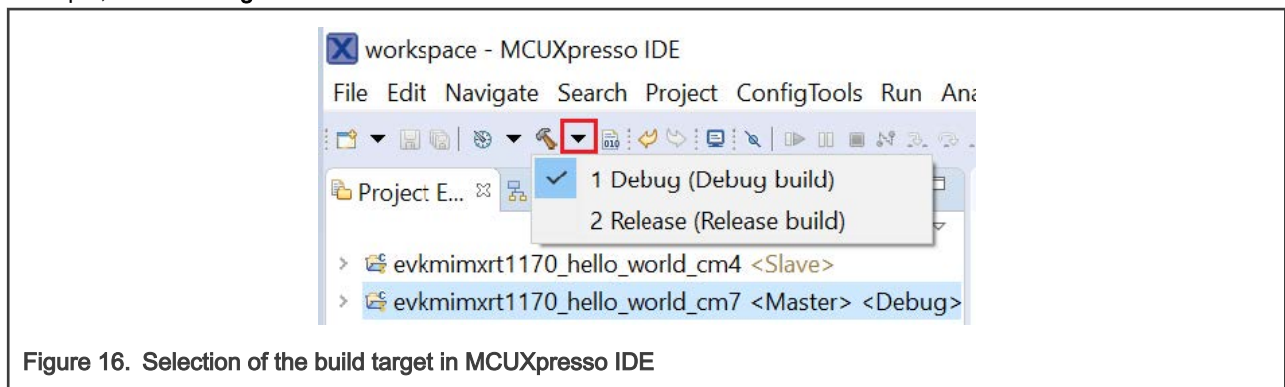 workspace - MCUXpresso IDE
File Edit Navigate Search Project ConfigTools Run
010
Project E...
1 Debug (Debug build)
2 Release (Release build)
evkmimxrt1170_hello_world_cm4 <Slave>
evkmimxrt1170_hello_world_cm7 <Master> <Debug>
Figure 16. Selection of the build target in MCUXpresso IDE